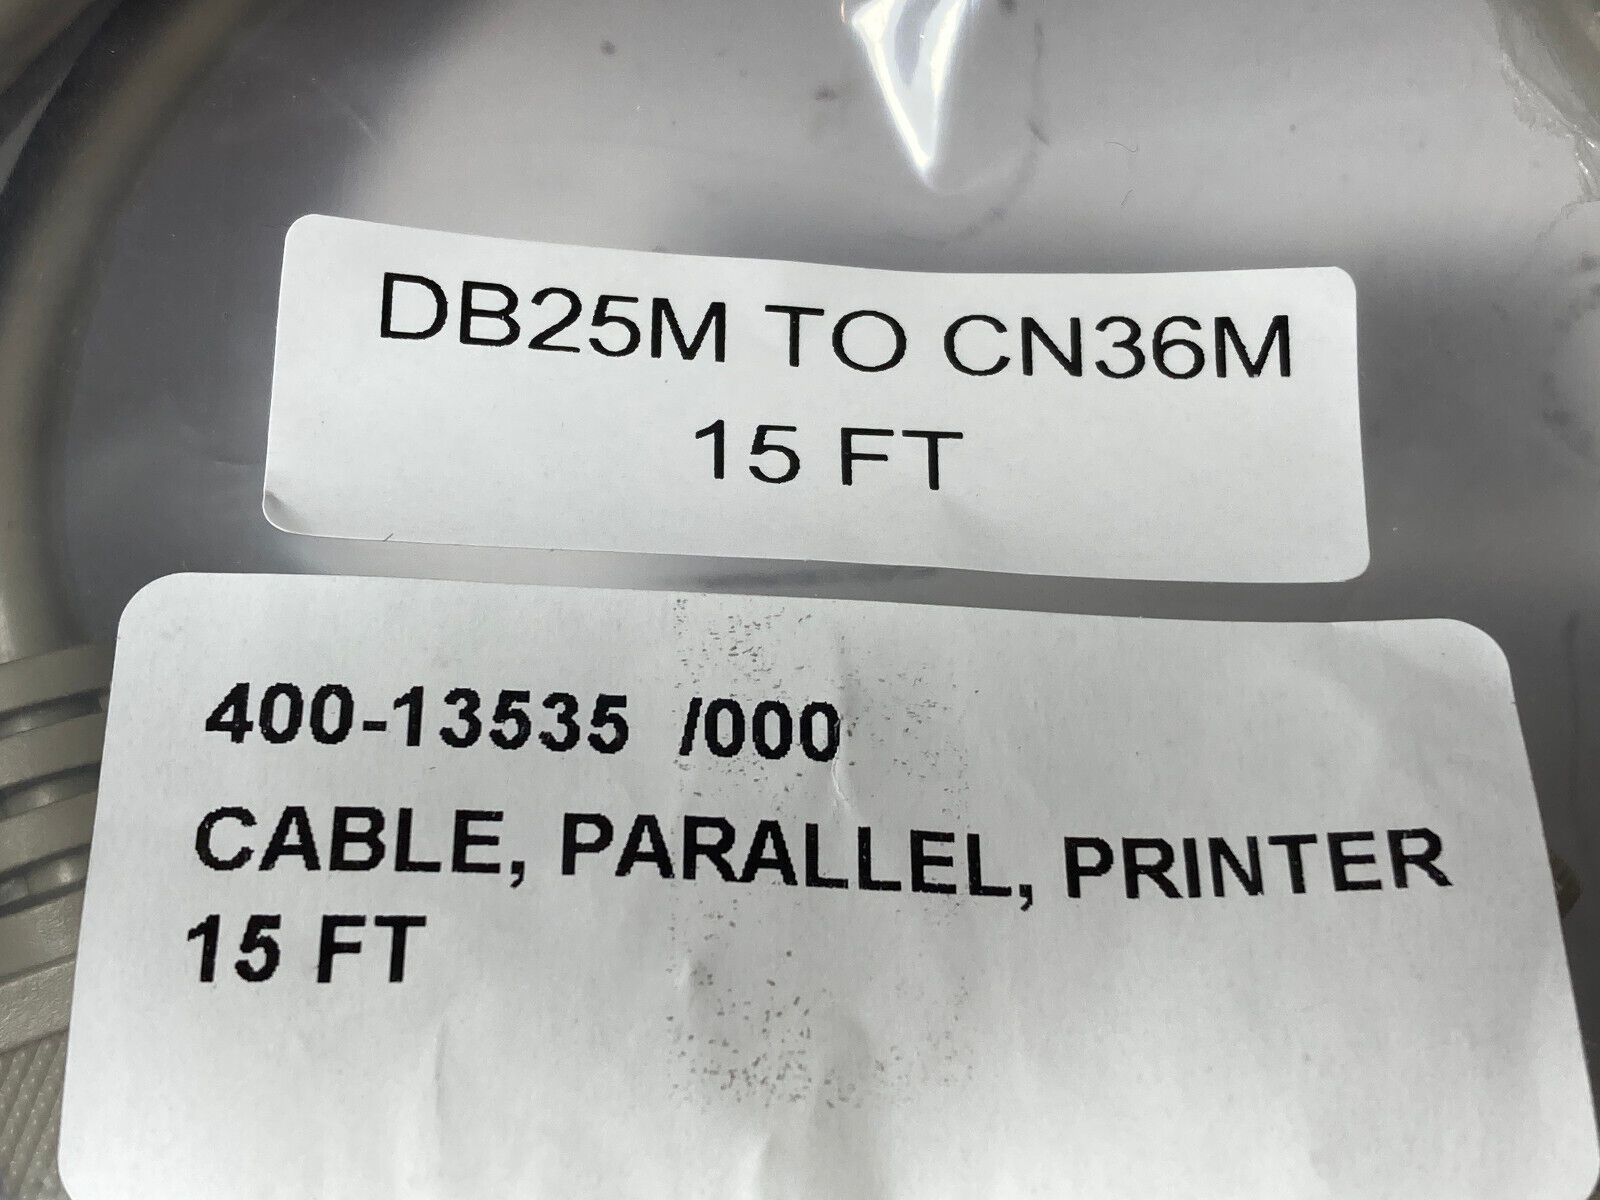 DB25M TO CN36M
15 FT
400-13535 /000
CABLE, PARALLEL, PRINTER
15 FT